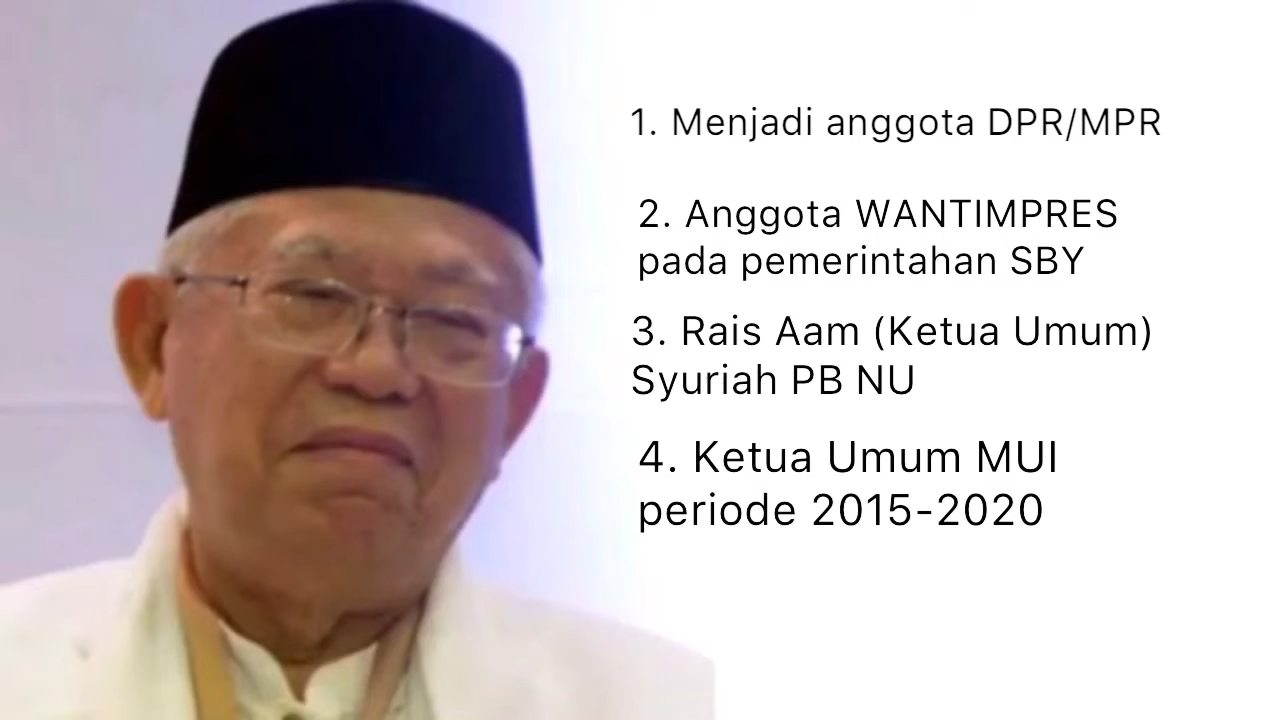 1. Menjadi anggota DPR/MPR
2. Anggota WANTIMPRES
pada pemerintahan SBY
3. Rais Aam (Ketua Umum)
Syuriah PB NU
4. Ketua Umum MUI
periode 2015-2020